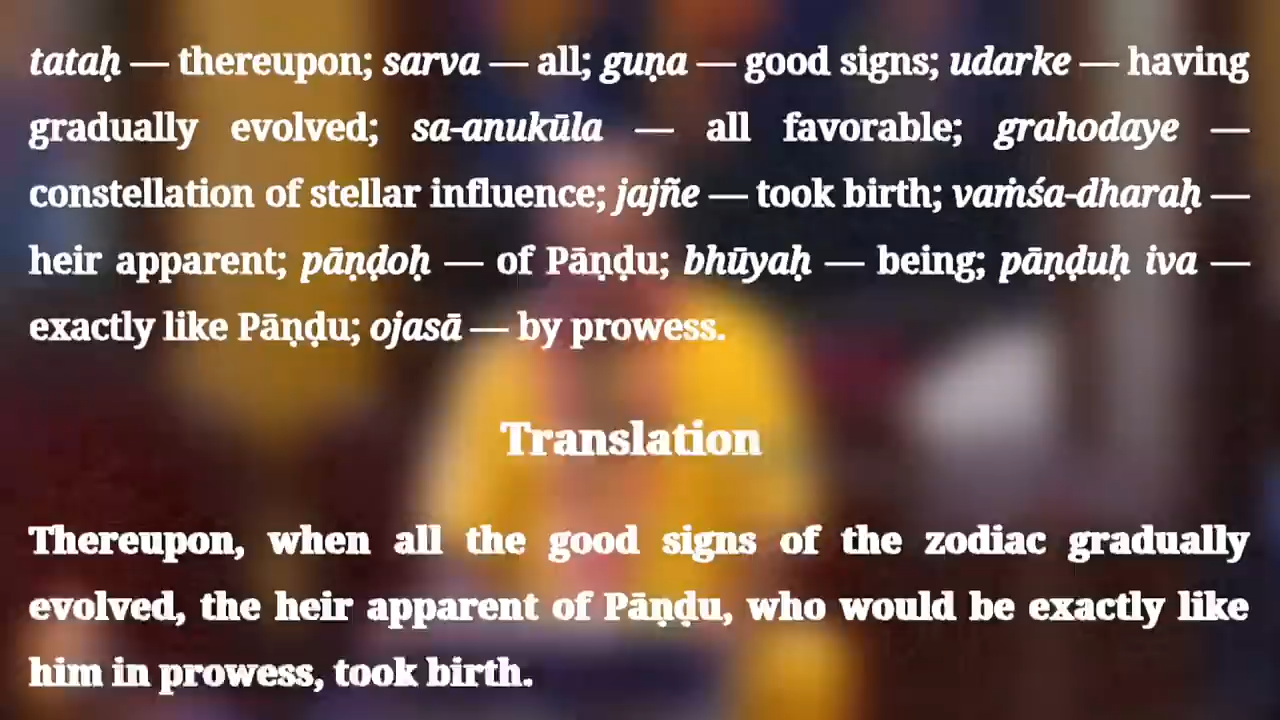 tataḥ — thereupon; sarva — all; guṇa — good signs; udarke — having
gradually evolved; sa-anukūla — all favorable; grahodaye —
constellation of stellar influence; jajñe — took birth; vaṁśa-dharaḥ —
heir apparent; pāṇḍoḥ — of Pāṇḍu; bhūyaḥ — being; pāṇḍuḥ iva —
exactly like Pāṇḍu; ojasā — by prowess.
Translation
Thereupon, when all the good signs of the zodiac gradually
evolved, the heir apparent of Pāṇḍu, who would be exactly like
him in prowess, took birth.